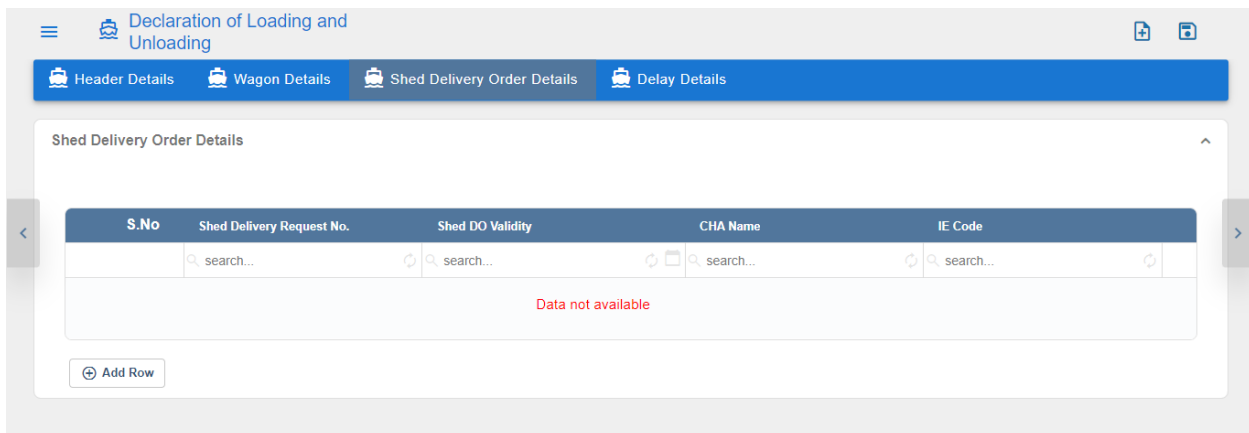 Declaration of Loading and
Unloading
Header Details Wagon Details Shed Delivery Order Details Delay Details
Shed Delivery Order Details
S.No Shed Delivery Request No. Shed DO Validity CHA Name IE Code
search... search... search... search...
Data not available
Add Row